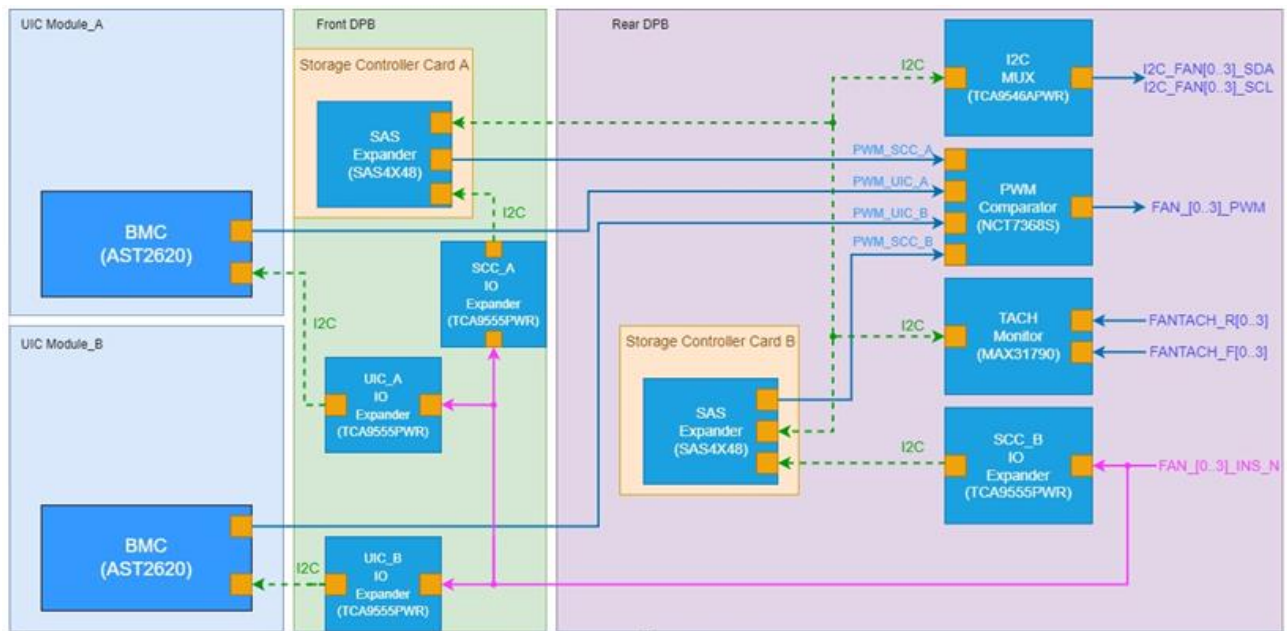 UIC Module_A
Front DPB
Rear DPB
Storage Controller Card A
SAS
Expander
(SAS4X48)
I2C
I2C
MUX
(TCA9546APWR)
I2C_FAN[0..3]_SDA
I2C_FAN[0..3]_SCL
PWM_SCC_A
PWM_UIC_A
PWM_UIC_B
PWM_SCC_B
PWM
Comparator
(NCT7368S)
FAN_[0..3]_PWM
BMC
(AST2620)
I2C
I2C
SCC_A
IO
Expander
(TCA9555PWR)
I2C
TACH
Monitor
(MAX31790)
FANTACH_R[0..3]
FANTACH_F[0..3]
UIC Module_B
UIC_A
IO
Expander
(TCA9555PWR)
Storage Controller Card B
SAS
Expander
(SAS4X48)
I2C
SCC_B
IO
Expander
(TCA9555PWR)
FAN_[0..3]_INS_N
BMC
(AST2620)
I2C
UIC_B
IO
Expander
(TCA9555PWR)